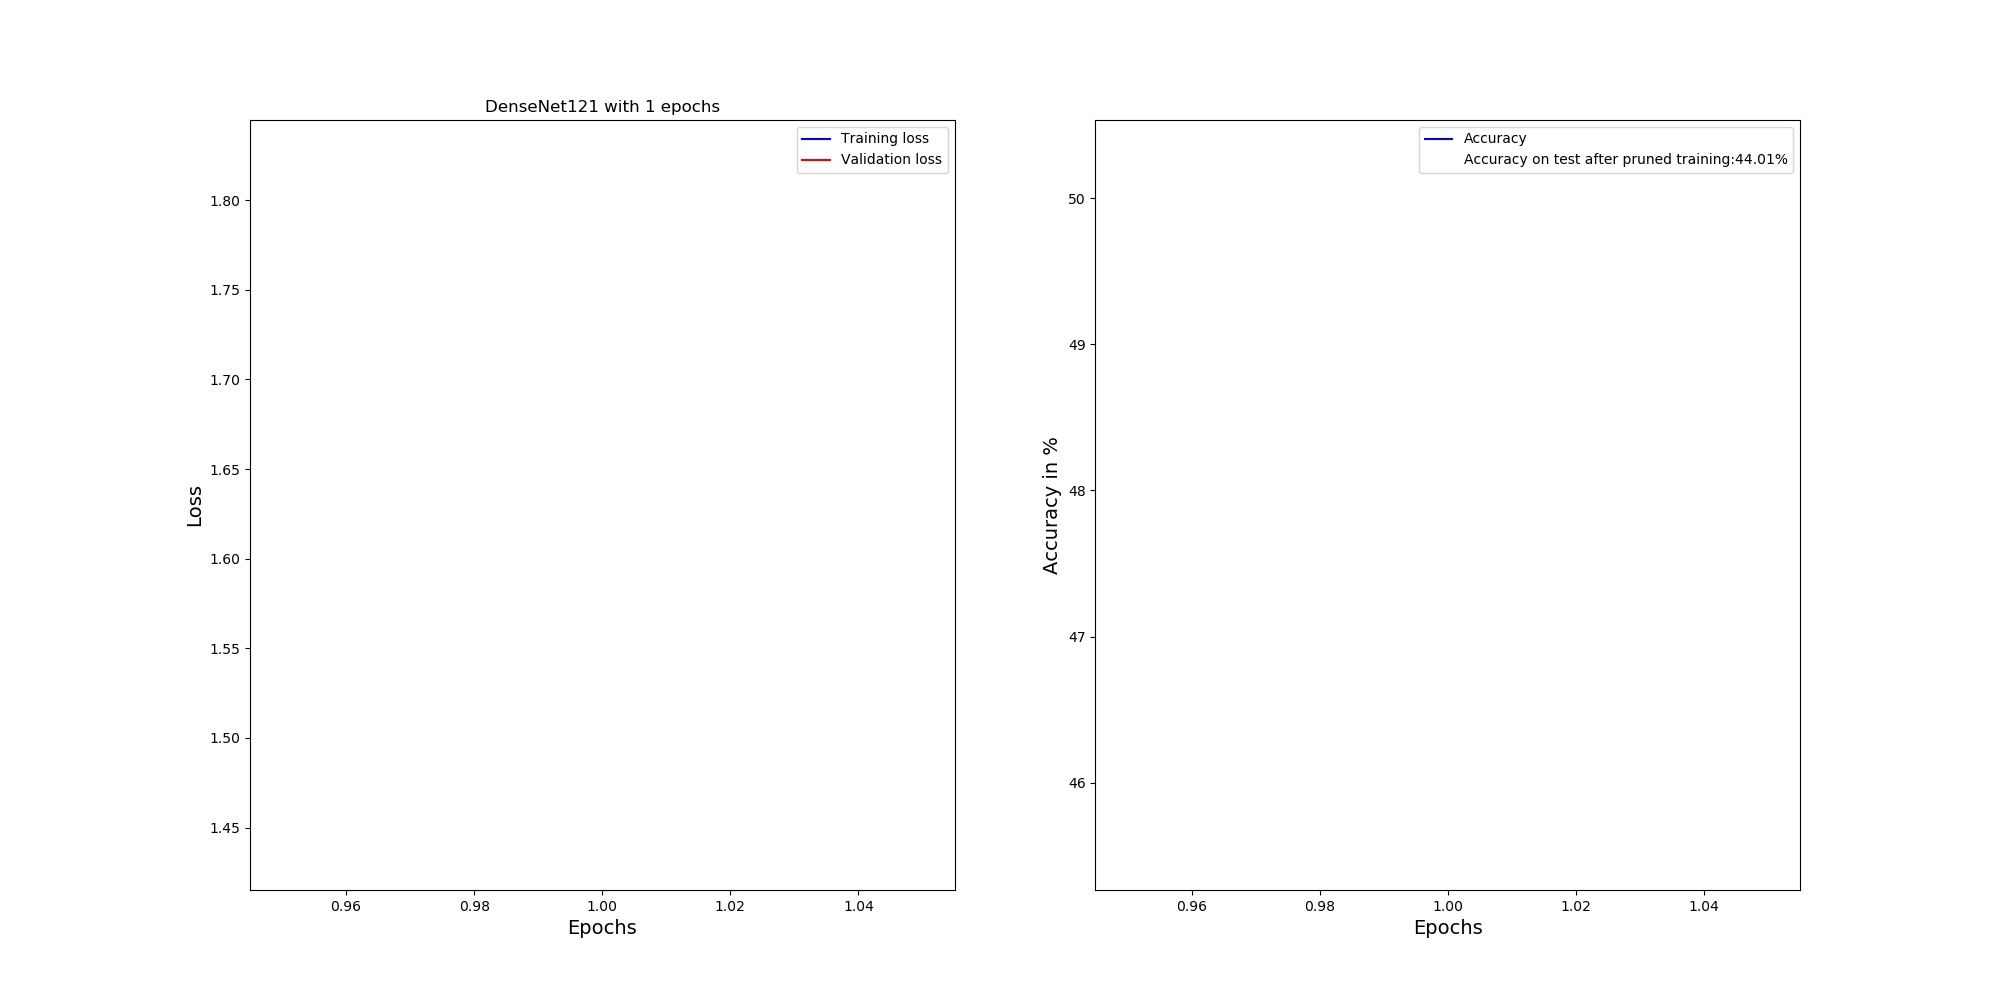 DenseNet121 with 1 epochs
Training loss
Validation loss
1.80
1.75
1.70
1.65
1.60
1.55
1.50
1.45
Loss
0.96 0.98 1.00 1.02 1.04
Epochs
Accuracy
Accuracy on test after pruned training:44.01%
50
49
48
47
46
Accuracy in %
0.96 0.98 1.00 1.02 1.04
Epochs